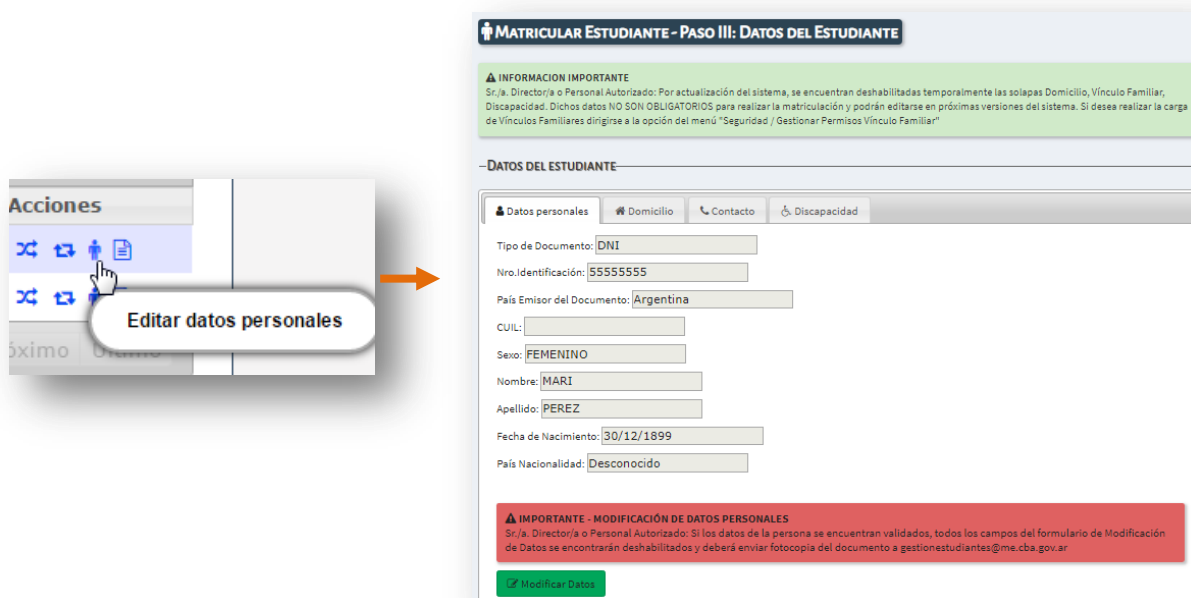 Acciones
Editar datos personales
MATRICULAR ESTUDIANTE - PASO III: DATOS DEL ESTUDIANTE
INFORMACION IMPORTANTE
Sr./a. Director/a o Personal Autorizado: Por actualización del sistema, se encuentran deshabilitadas temporalmente las solapas Domicilio, Vínculo Familiar,
Discapacidad. Dichos datos NO SON OBLIGATORIOS para realizar la matriculación y podrán editarse en próximas versiones del sistema. Si desea realizar la carga
de Vínculos Familiares dirigirse a la opción del menú "Seguridad / Gestionar Permisos Vínculo Familiar"
DATOS DEL ESTUDIANTE
Datos personales Domicilio Contacto Discapacidad
Tipo de Documento: DNI
Nro.Identificación: 55555555
País Emisor del Documento: Argentina
CUIL:
Sexo: FEMENINO
Nombre: MARI
Apellido: PEREZ
Fecha de Nacimiento: 30/12/1899
País Nacionalidad: Desconocido
IMPORTANTE - MODIFICACIÓN DE DATOS PERSONALES
Sr./a. Director/a o Personal Autorizado: Si los datos de la persona se encuentran validados, todos los campos del formulario de Modificación
de Datos se encontrarán deshabilitados y deberá enviar fotocopia del documento a gestionestudiantes@me.cba.gov.ar
Modificar Datos